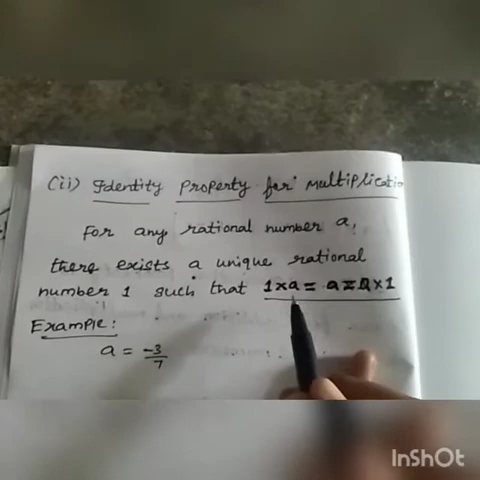 (ii) Identity Property for Multiplication
For any rational number a,
there exists a unique rational
number 1 such that 1×a = a = a×1
Example:
a = -3/7
InShOt